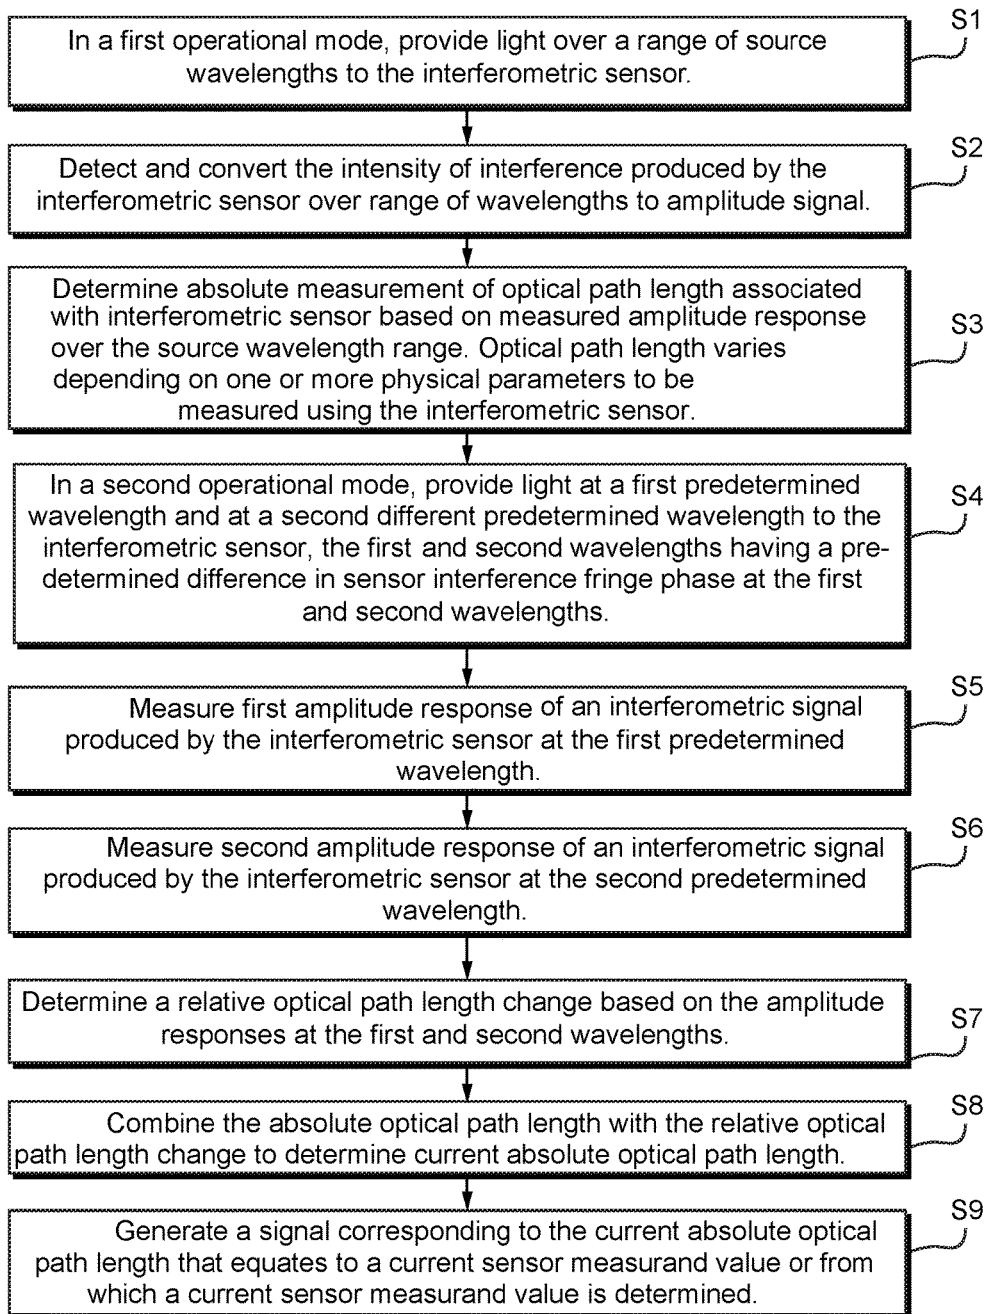 In a first operational mode, provide light over a range of source
wavelengths to the interferometric sensor.
S1
Detect and convert the intensity of interference produced by the
interferometric sensor over range of wavelengths to amplitude signal.
S2
Determine absolute measurement of optical path length associated
with interferometric sensor based on measured amplitude response
over the source wavelength range. Optical path length varies
depending on one or more physical parameters to be
measured using the interferometric sensor.
S3
In a second operational mode, provide light at a first predetermined
wavelength and at a second different predetermined wavelength to the
interferometric sensor, the first and second wavelengths having a pre-
determined difference in sensor interference fringe phase at the first
and second wavelengths.
S4
Measure first amplitude response of an interferometric signal
produced by the interferometric sensor at the first predetermined
wavelength.
S5
Measure second amplitude response of an interferometric signal
produced by the interferometric sensor at the second predetermined
wavelength.
S6
Determine a relative optical path length change based on the amplitude
responses at the first and second wavelengths.
S7
Combine the absolute optical path length with the relative optical
path length change to determine current absolute optical path length.
S8
Generate a signal corresponding to the current absolute optical
path length that equates to a current sensor measurand value or from
which a current sensor measurand value is determined.
S9